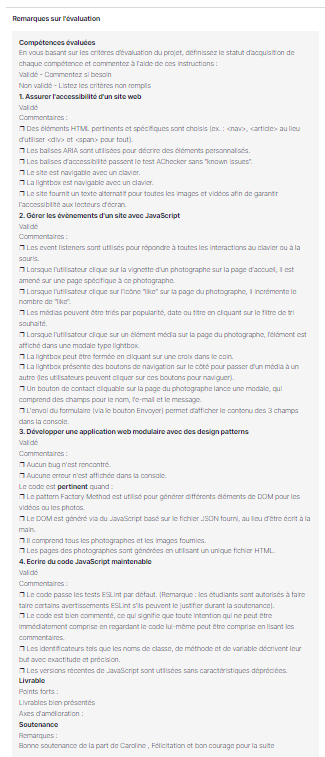 Remarques sur l'évaluation
Compétences évaluées
En vous basant sur les critères d'évaluation du projet, définissez le statut d'acquisition de
chaque compétence et commentez à l'aide de ces instructions :
Validé - Commentez si besoin
Non validé - Listez les critères non remplis
1. Assurer l'accessibilité d'un site web
Validé
Commentaires :
❒ Des éléments HTML pertinents et spécifiques sont choisis (ex. : <nav>, <article> au lieu
d'utiliser <div> et <span> pour tout).
❒ Les balises ARIA sont utilisées pour décrire des éléments personnalisés.
❒ Les balises d'accessibilité passent le test AChecker sans "known issues".
❒ Le site est navigable avec un clavier.
❒ La lightbox est navigable avec un clavier.
❒ Le site fournit un texte alternatif pour toutes les images et vidéos afin de garantir
l'accessibilité aux lecteurs d'écran.
2. Gérer les évènements d'un site avec JavaScript
Validé
Commentaires :
❒ Les event listeners sont utilisés pour répondre à toutes les interactions au clavier ou à la
souris.
❒ Lorsque l'utilisateur clique sur la vignette d'un photographe sur la page d'accueil, il est
amené sur une page spécifique à ce photographe.
❒ Lorsque l'utilisateur clique sur l'icône "like" sur la page du photographe, il incrémente le
nombre de "like".
❒ Les médias peuvent être triés par popularité, date ou titre en cliquant sur le filtre de tri
souhaité.
❒ Lorsque l'utilisateur clique sur un élément média sur la page du photographe, l'élément est
affiché dans une modale type lightbox.
❒ La lightbox peut être fermée en cliquant sur une croix dans le coin.
❒ La lightbox présente des boutons de navigation sur le côté pour passer d'un média à un
autre (les utilisateurs peuvent cliquer sur ces boutons pour naviguer).
❒ Un bouton de contact cliquable sur la page du photographe lance une modale, qui
comprend des champs pour le nom, l'e-mail et le message.
❒ L'envoi du formulaire (via le bouton Envoyer) permet d'afficher le contenu des 3 champs
dans la console.
3. Développer une application web modulaire avec des design patterns
Validé
Commentaires :
❒ Aucun bug n'est rencontré.
❒ Aucune erreur n'est affichée dans la console.
Le code est pertinent quand :
❒ Le pattern Factory Method est utilisé pour générer différents éléments de DOM pour les
vidéos ou les photos.
❒ Le DOM est généré via du JavaScript basé sur le fichier JSON fourni, au lieu d'être écrit à la
main.
❒ Il comprend tous les photographes et les images fournies.
❒ Les pages des photographes sont générées en utilisant un unique fichier HTML.
4. Ecrire du code JavaScript maintenable
Validé
Commentaires :
❒ Le code passe les tests ESLint par défaut. (Remarque : les étudiants sont autorisés à faire
taire certains avertissements ESLint s'ils peuvent le justifier durant la soutenance).
❒ Le code est bien commenté, ce qui signifie que toute intention qui ne peut être
immédiatement comprise en regardant le code lui-même peut être comprise en lisant les
commentaires.
❒ Les identificateurs tels que les noms de classe, de méthode et de variable décrivent leur
but avec exactitude et précision.
❒ Les versions récentes de JavaScript sont utilisées sans caractéristiques dépréciées.
Livrable
Points forts :
Livrables bien présentés
Axes d'amélioration :
Soutenance
Remarques :
Bonne soutenance de la part de Caroline , Félicitation et bon courage pour la suite